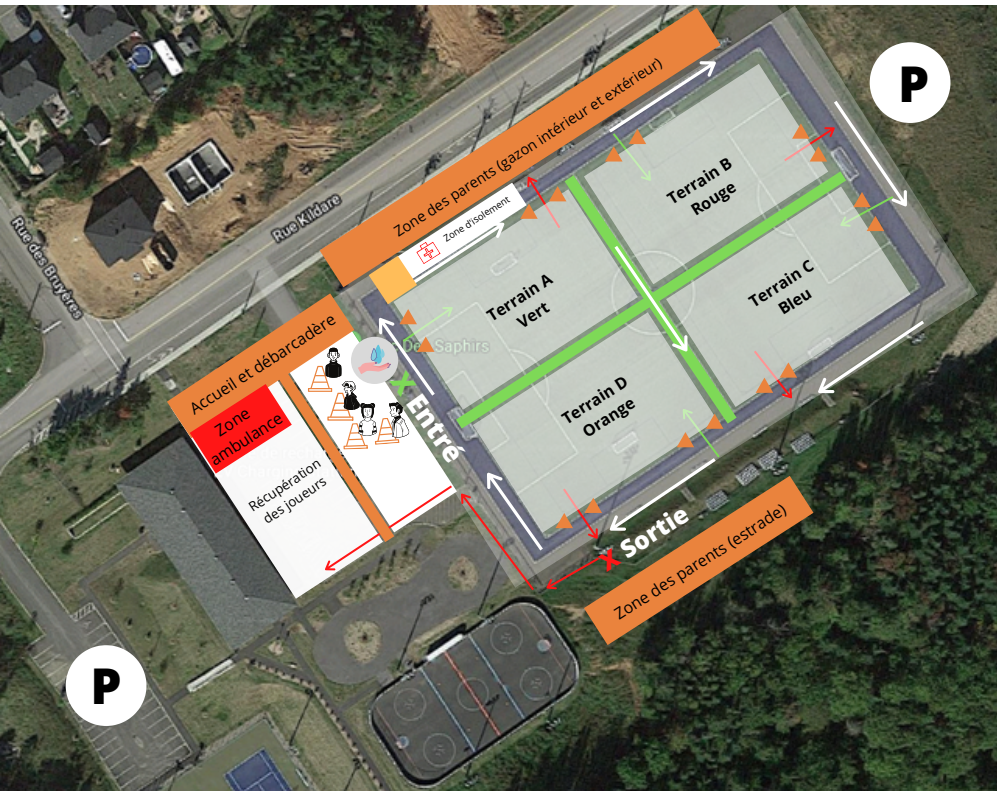 P
Zone des parents (gazon intérieur et extérieur)
Rue Kildare
Rue des Bruyères
Zone d'isolement
Terrain B
Rouge
Terrain A
Vert
Terrain C
Bleu
Terrain D
Orange
Saphirs
Accueil et débarcadère
Zone
ambulance
Récupération
des joueurs
Entré
Sortie
Zone des parents (estrade)
P